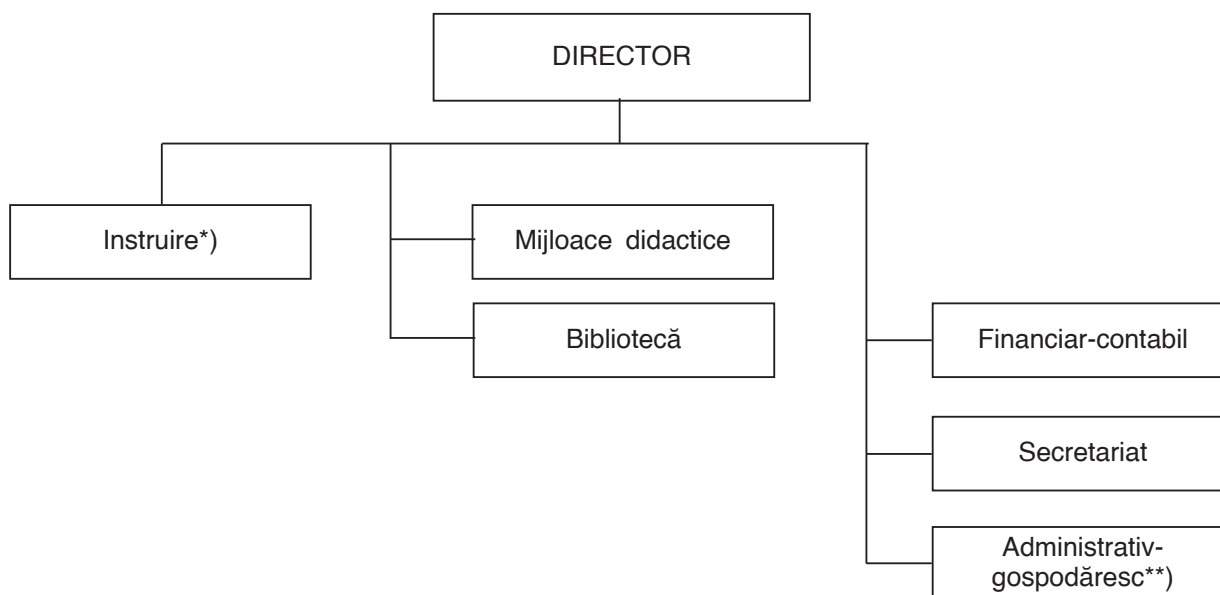 DIRECTOR
Instruire*)
Mijloace didactice
Bibliotecă
Financiar-contabil
Secretariat
Administrativ-
gospodăresc**)